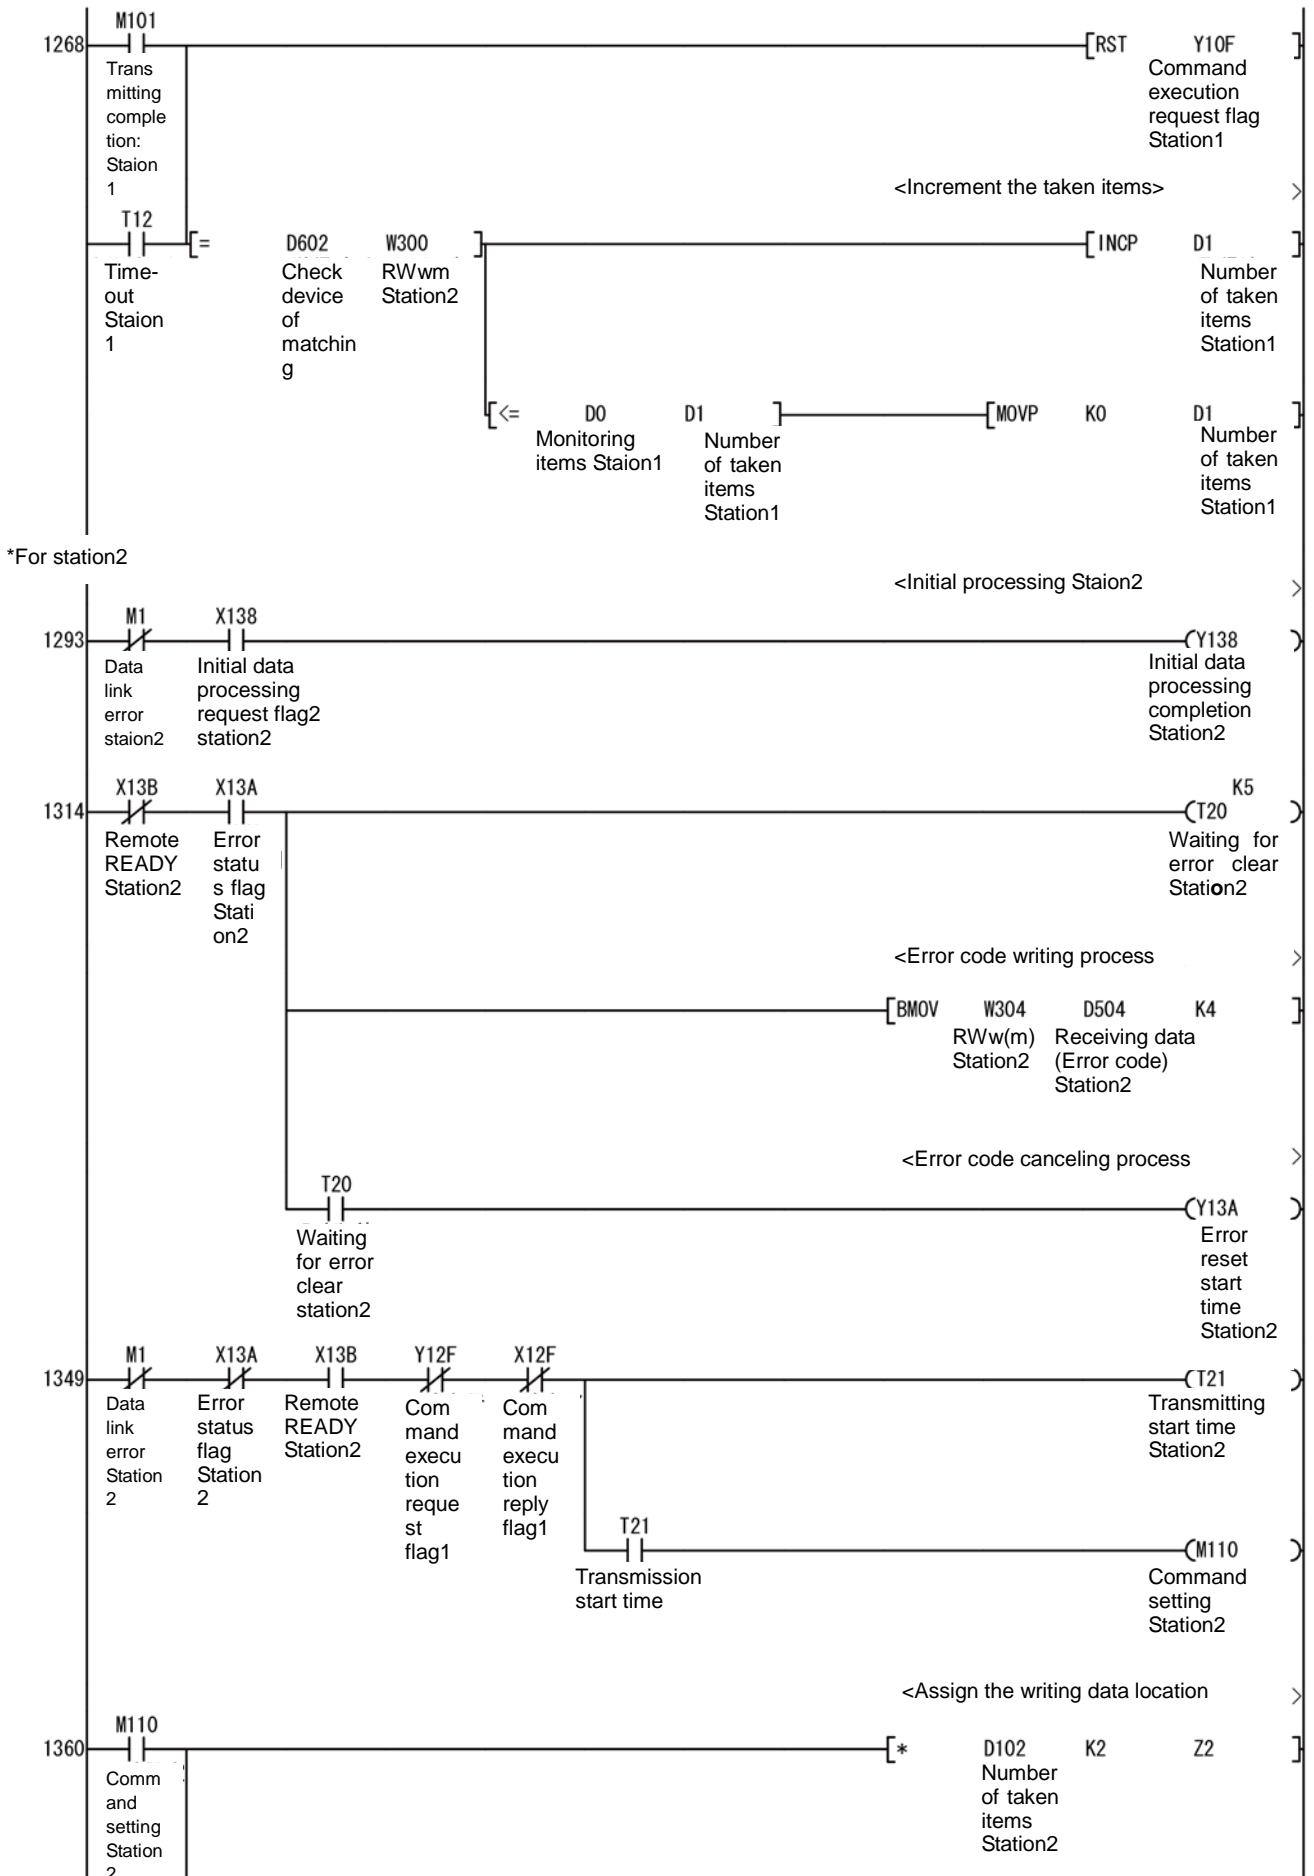 M101
1268
[RST Y10F ]
Trans
mitting
comple
tion:
Staion
1
Command
execution
request flag
Station1
<Increment the taken items>
>
T12
[= D602 W300 ]
[INCP D1 ]
Time-
out
Staion
1
Check
device
of
matchin
g
RWwm
Station2
Number
of taken
items
Station1
[<= D0 D1 ]
[MOVP K0 D1 ]
Monitoring
items Staion1
Number
of taken
items
Station1
Number
of taken
items
Station1
*For station2
<Initial processing Staion2 >
M1 X138
1293
(Y138 )
Data
link
error
staion2
Initial data
processing
request flag2
station2
Initial data
processing
completion
Station2
X13B X13A K5
1314
(T20 )
Remote
READY
Station2
Error
statu
s flag
Stati
on2
Waiting for
error clear
Station2
<Error code writing process >
[BMOV W304 D504 K4 ]
RWw(m)
Station2
Receiving data
(Error code)
Station2
<Error code canceling process >
T20
(Y13A )
Waiting
for error
clear
station2
Error
reset
start
time
Station2
M1 X13A X13B Y12F X12F
1349
(T21 )
Data
link
error
Station
2
Error
status
flag
Station
2
Remote
READY
Station2
Com
mand
execu
tion
reque
st
flag1
Com
mand
execu
tion
reply
flag1
Transmitting
start time
Station2
T21
(M110 )
Transmission
start time
Command
setting
Station2
<Assign the writing data location >
M110
1360
[* D102 K2 Z2 ]
Comm
and
setting
Station
2
Number
of taken
items
Station2